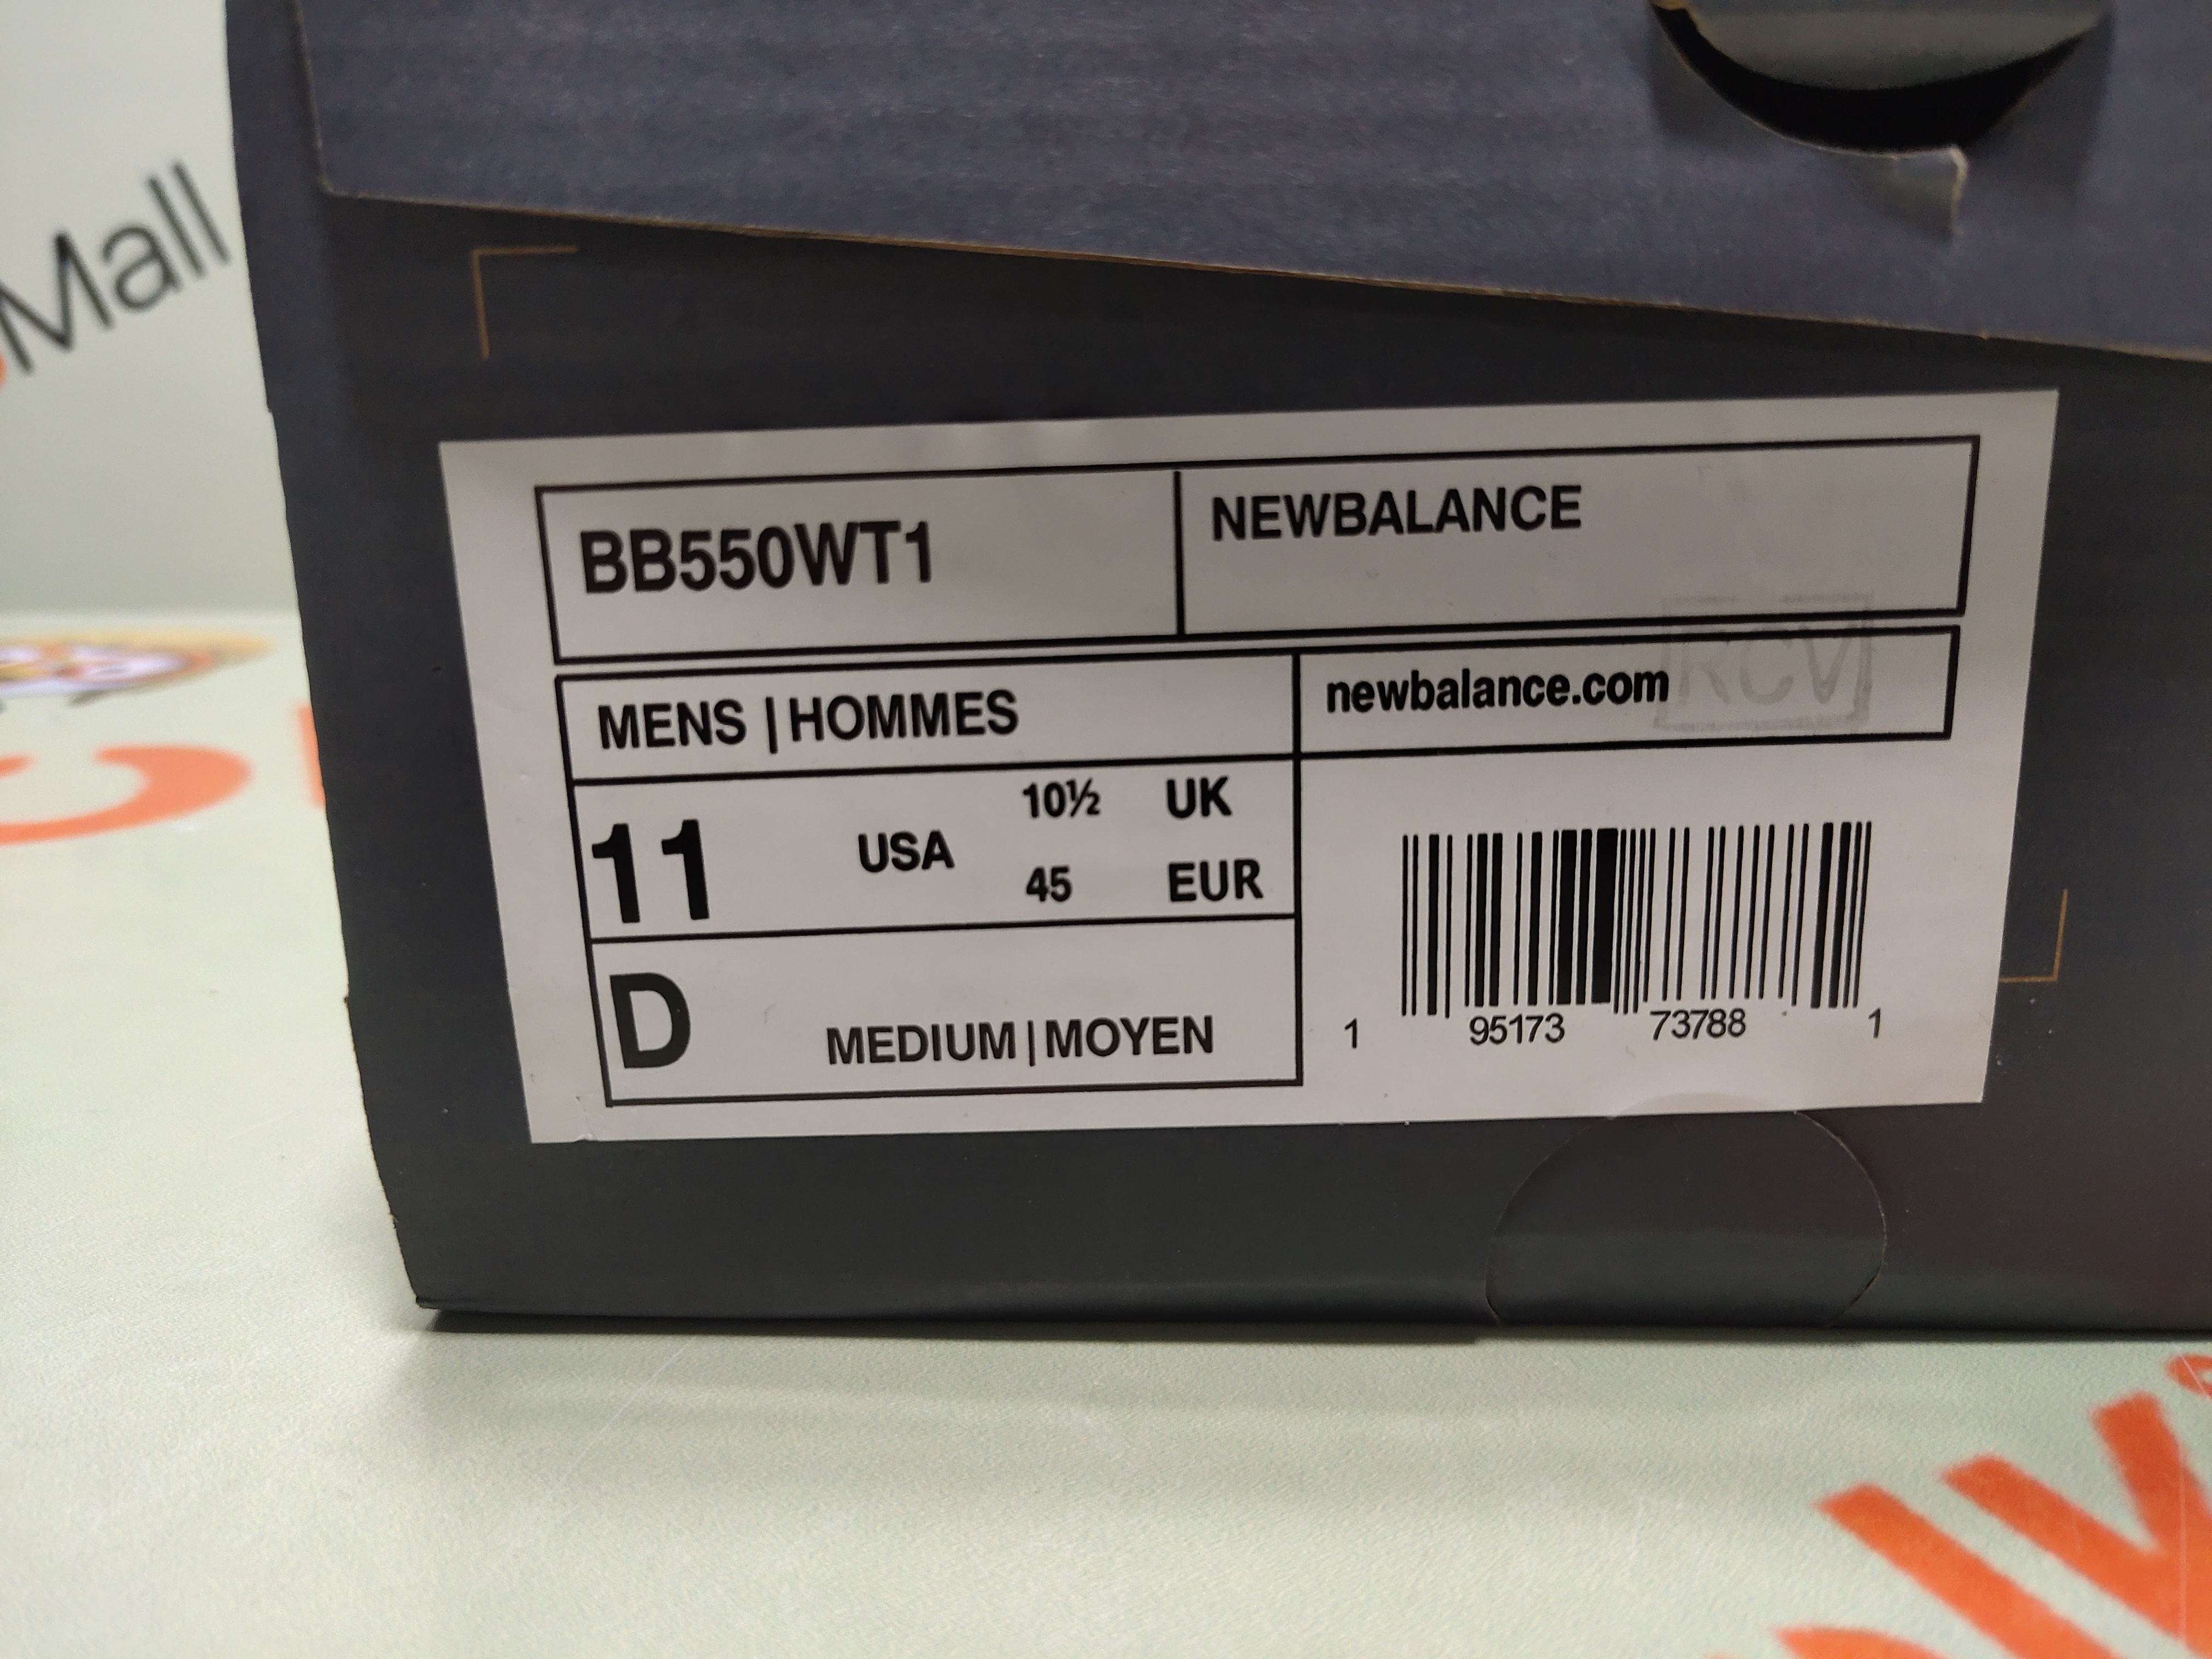 Mall
BB550WT1
NEWBALANCE
MENS | HOMMES
newbalance.com
RCV
11 USA
10½ UK
45 EUR
D MEDIUM | MOYEN
1 95173 73788 1